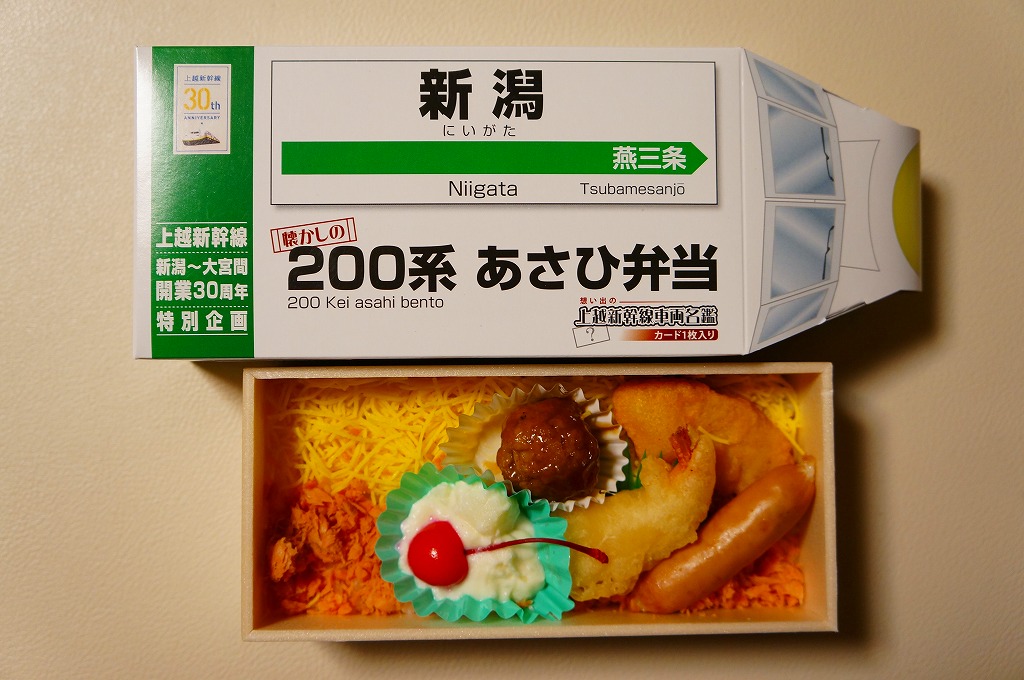 上越新幹線
30th
ANNIVERSARY
上越新幹線
新潟～大宮間
開業30周年
特別企画
新潟
にいがた
燕三条
Niigata
Tsubamesanjo
懐かしの
200系 あさひ弁当
200 Kei asahi bento
想い出の
上越新幹線車両名鑑
?
カード1枚入り